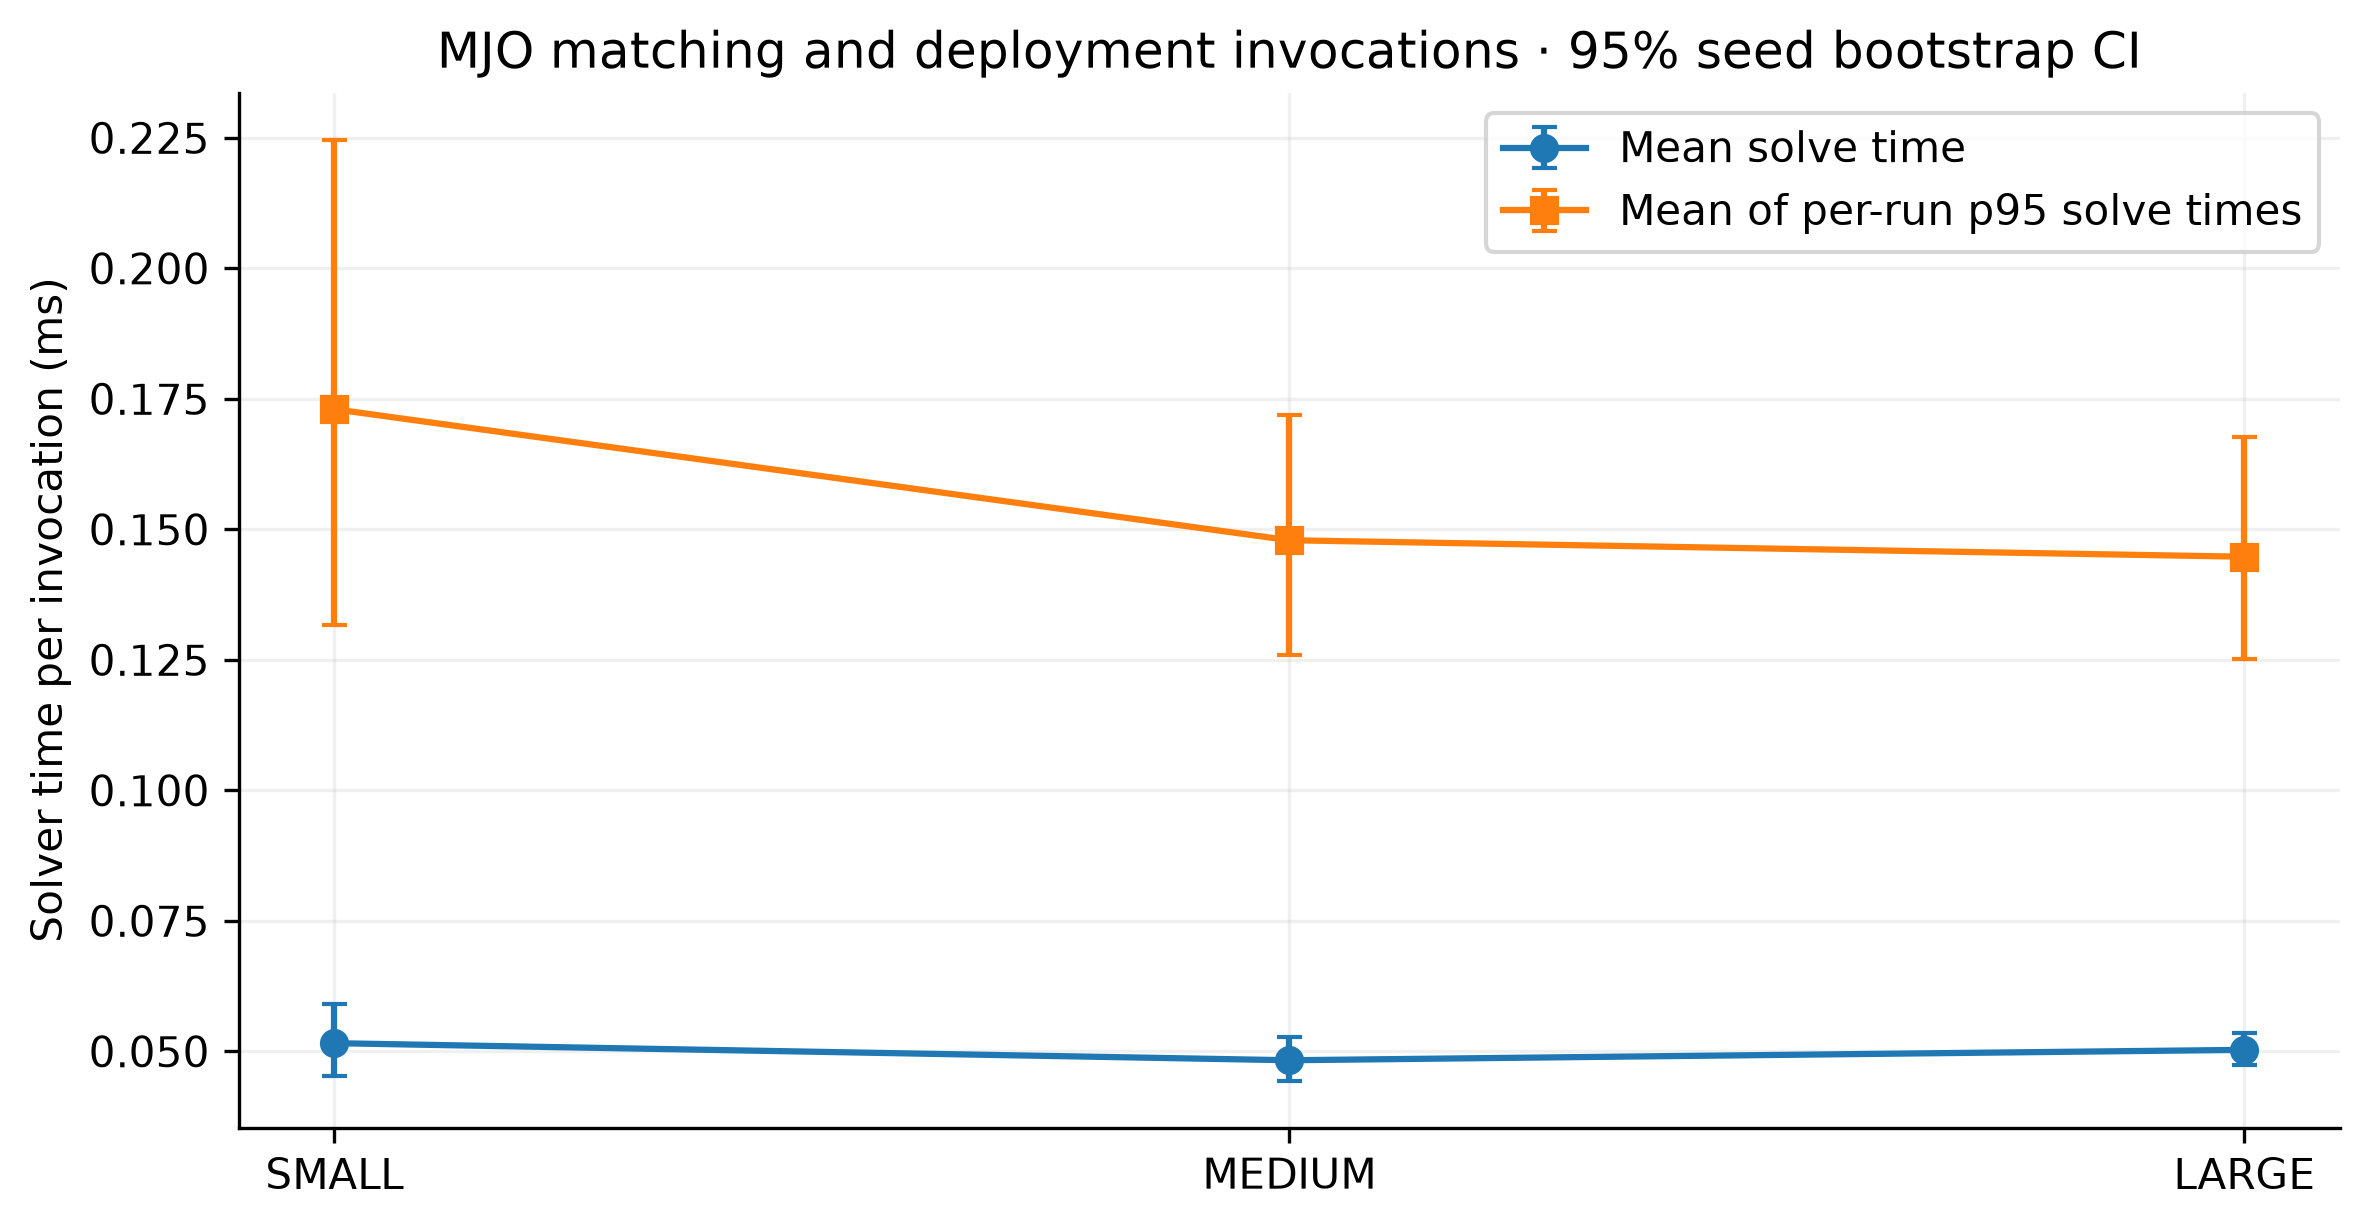 MJO matching and deployment invocations · 95% seed bootstrap CI
Mean solve time
Mean of per-run p95 solve times
Solver time per invocation (ms)
0.225
0.200
0.175
0.150
0.125
0.100
0.075
0.050
SMALL
MEDIUM
LARGE